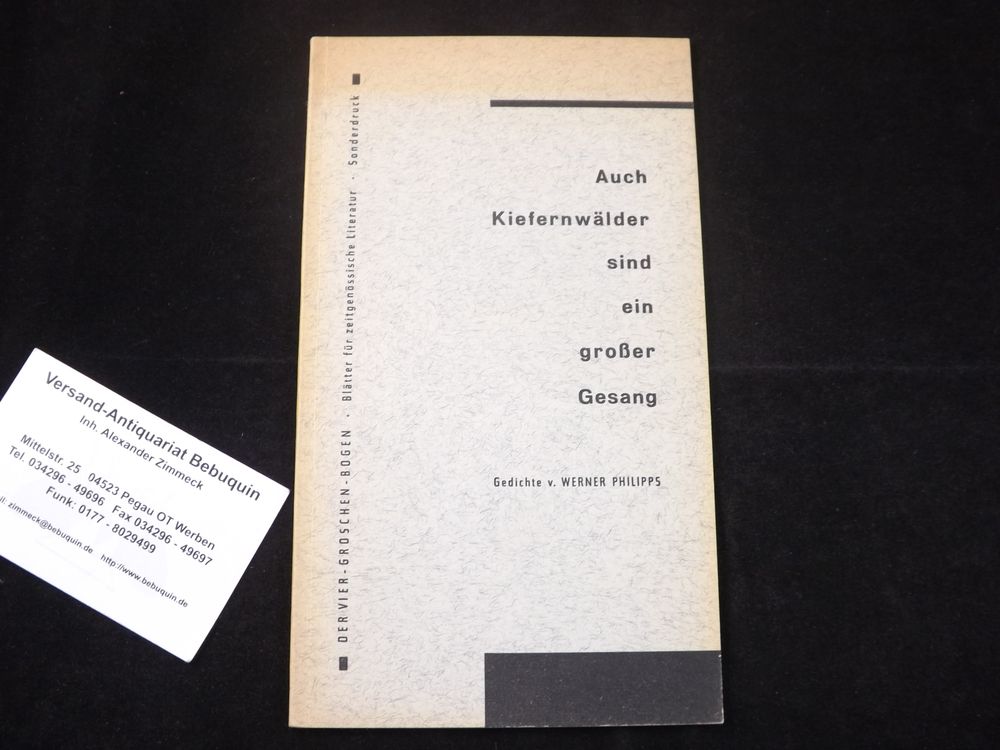 Auch
Kiefernwälder
sind
ein
großer
Gesang
Gedichte v. WERNER PHILIPPS
DER VIER-GROSCHEN-BOGEN · Blätter für zeitgenössische Literatur · Sonderdruck
Versand-Antiquariat Bebuquin
Inh. Alexander Zimmeck
Mittelstr. 25 04523 Pegau OT Werben
Tel. 034296 - 49696 Fax 034296 - 49697
Funk: 0177 - 8029499
zimmeck@bebuquin.de http://www.bebuquin.de